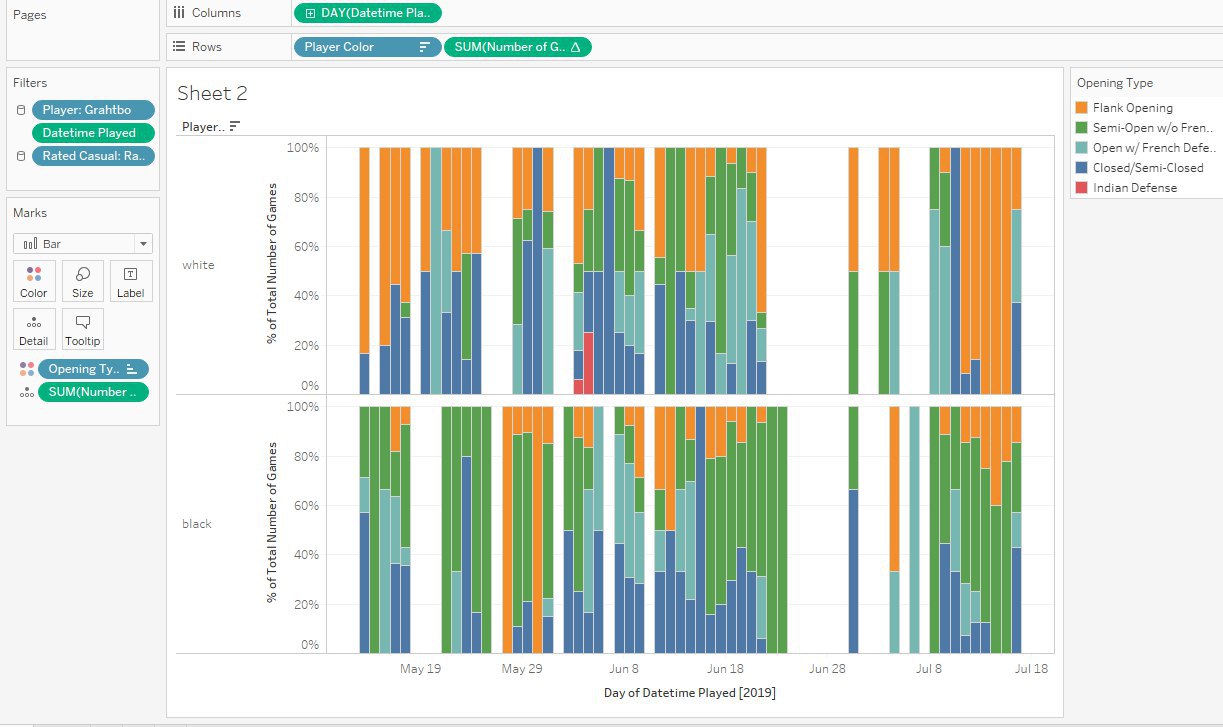 Pages
Columns
DAY(Datetime Pla..
Rows
Player Color
SUM(Number of G..
Filters
Player: Grahtbo
Datetime Played
Rated Casual: Ra..
Marks
Bar
Color
Size
Label
Detail
Tooltip
Opening Ty..
SUM(Number ..
Sheet 2
Player..
white
% of Total Number of Games
100%
80%
60%
40%
20%
0%
black
% of Total Number of Games
100%
80%
60%
40%
20%
0%
May 19
May 29
Jun 8
Jun 18
Jun 28
Jul 8
Jul 18
Day of Datetime Played [2019]
Opening Type
Flank Opening
Semi-Open w/o Fren..
Open w/ French Defe..
Closed/Semi-Closed
Indian Defense